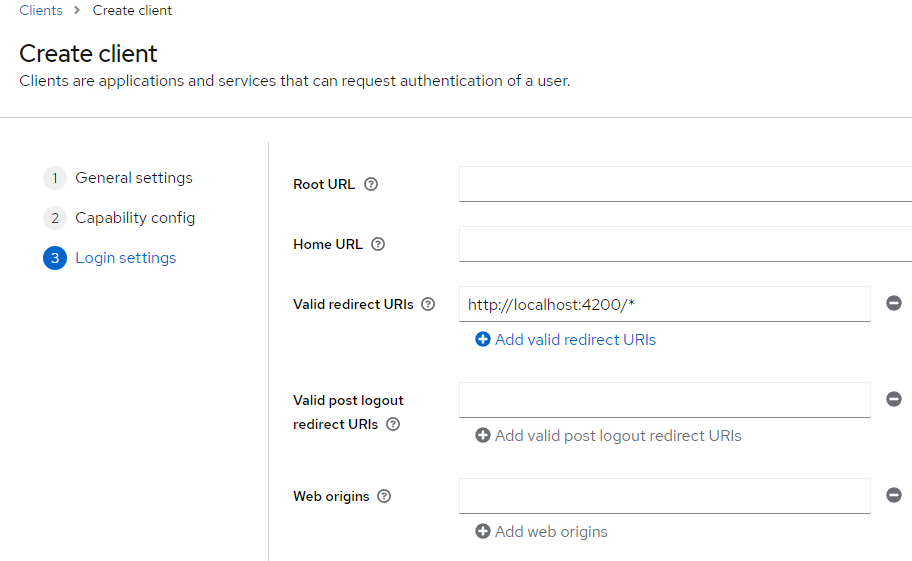 Clients > Create client
Create client
Clients are applications and services that can request authentication of a user.
1 General settings
2 Capability config
3 Login settings
Root URL ?
Home URL ?
Valid redirect URIs ? http://localhost:4200/*
Add valid redirect URIs
Valid post logout
redirect URIs ?
Add valid post logout redirect URIs
Web origins ?
Add web origins